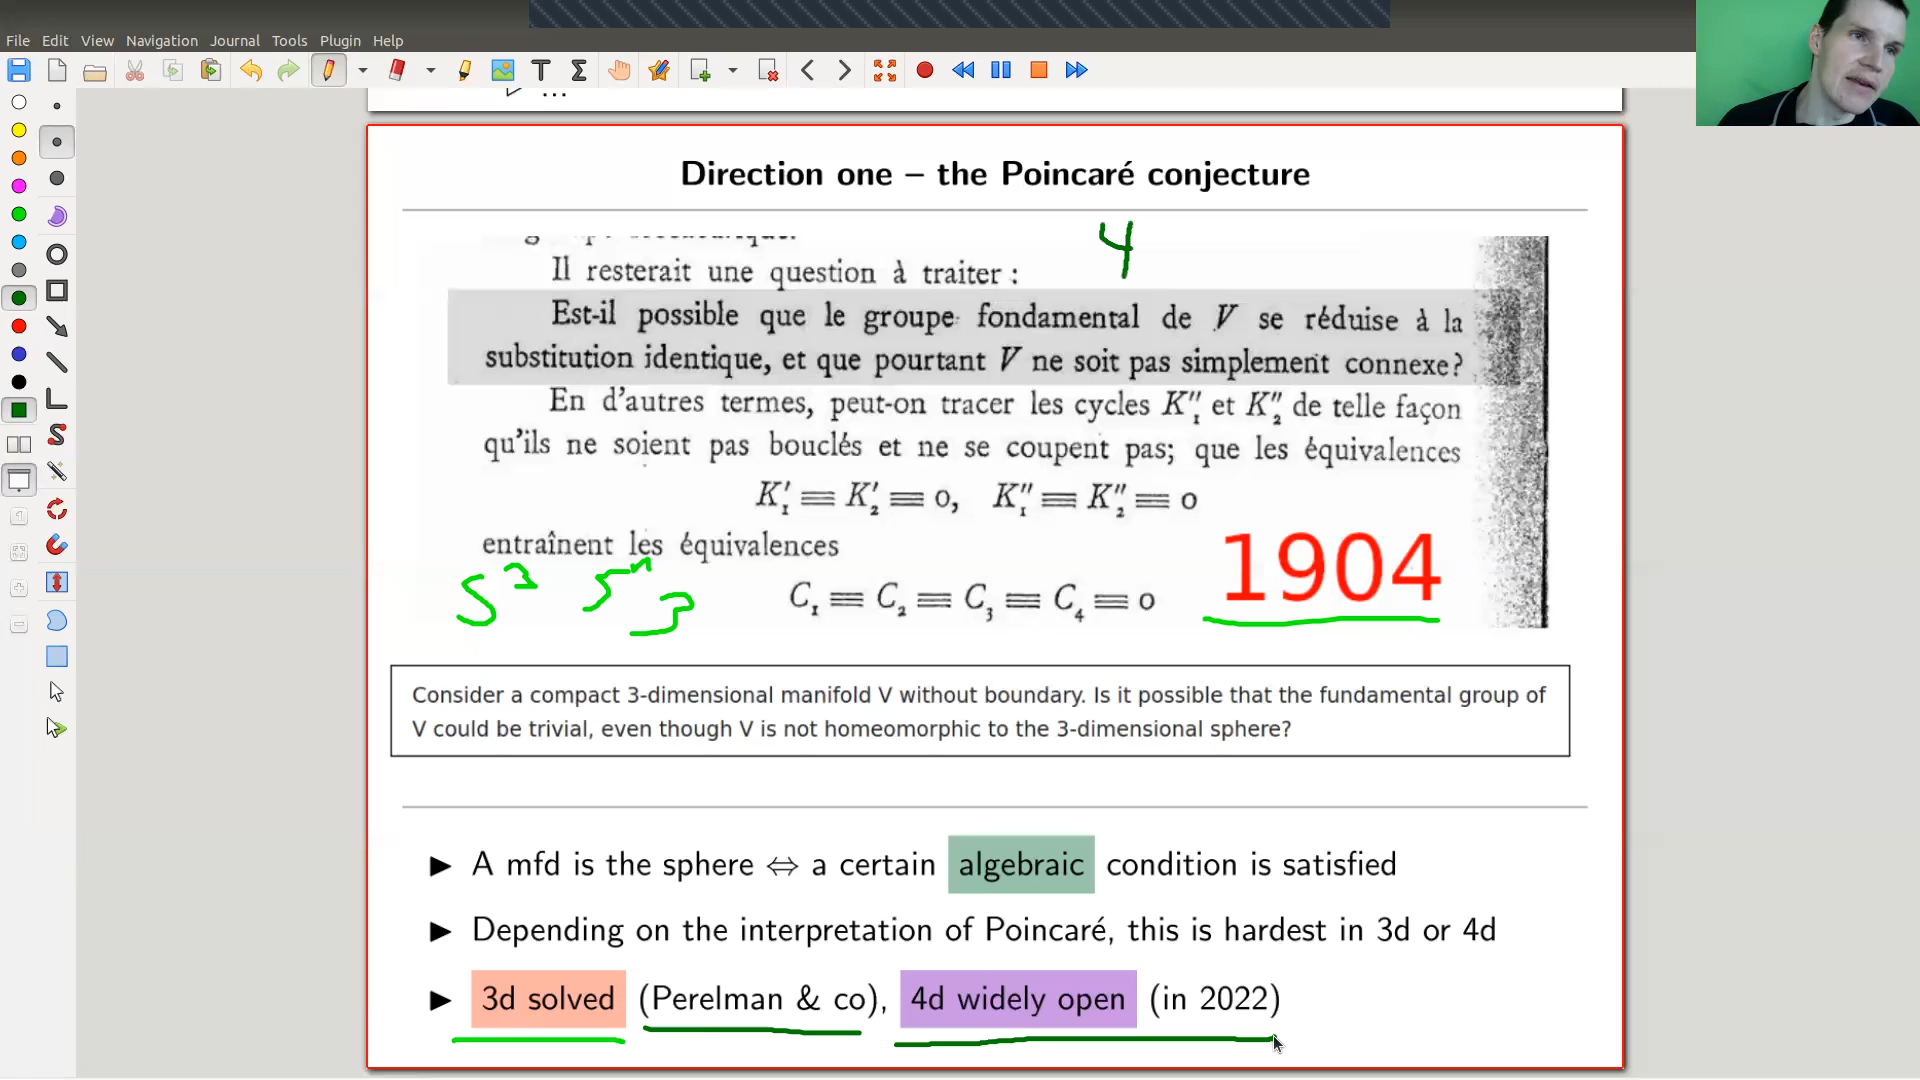 File Edit View Navigation Journal Tools Plugin Help
...
Direction one – the Poincaré conjecture
4
Il resterait une question à traiter :
Est-il possible que le groupe fondamental de V se réduise à la
substitution identique, et que pourtant V ne soit pas simplement connexe?
En d'autres termes, peut-on tracer les cycles K″₁ et K″₂ de telle façon
qu'ils ne soient pas bouclés et ne se coupent pas; que les équivalences
K′₁ ≡ K′₂ ≡ 0, K″₁ ≡ K″₂ ≡ 0
entraînent les équivalences
1904
S³ Sⁿ
3
C₁ ≡ C₂ ≡ C₃ ≡ C₄ ≡ 0
Consider a compact 3-dimensional manifold V without boundary. Is it possible that the fundamental group of
V could be trivial, even though V is not homeomorphic to the 3-dimensional sphere?
▶ A mfd is the sphere ⇔ a certain algebraic condition is satisfied
▶ Depending on the interpretation of Poincaré, this is hardest in 3d or 4d
▶ 3d solved (Perelman & co), 4d widely open (in 2022)